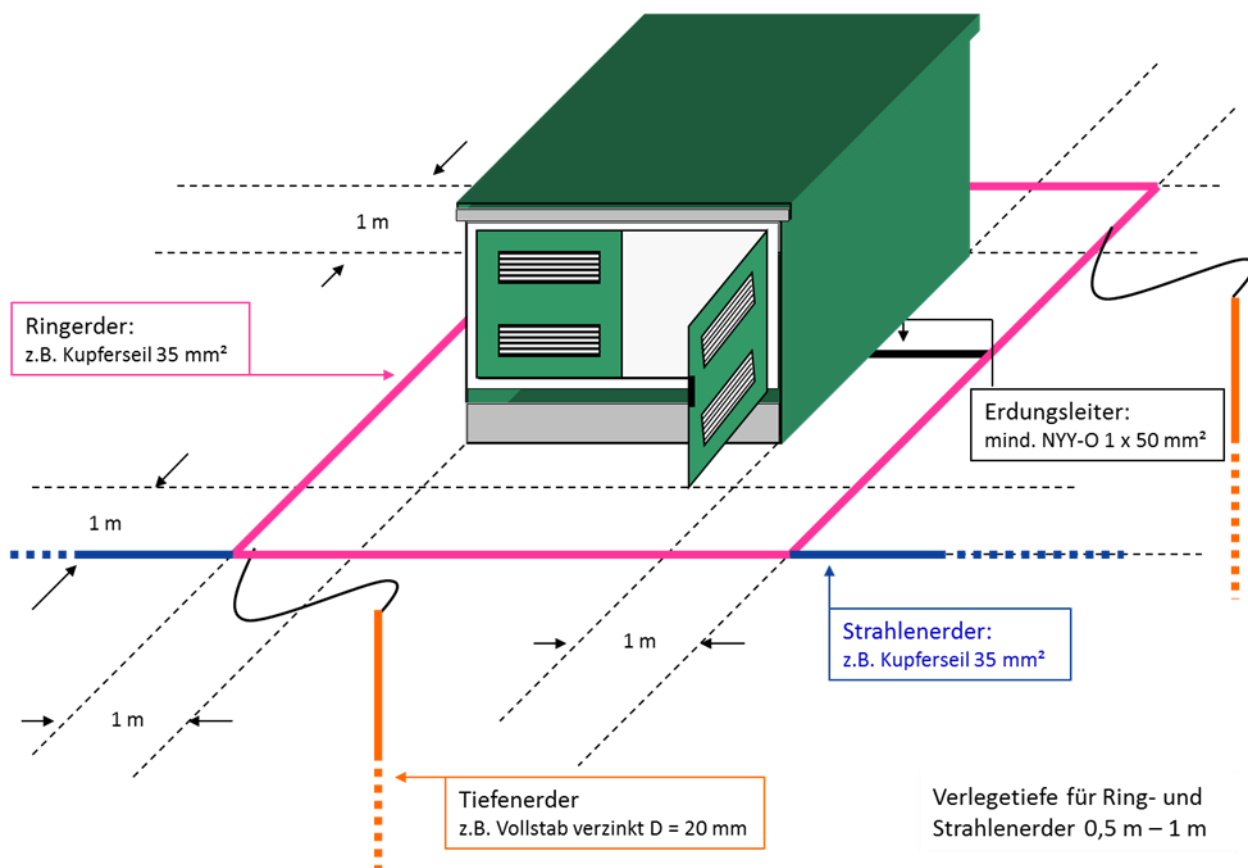 1 m
Ringerder:
z.B. Kupferseil 35 mm²
Erdungsleiter:
mind. NYY-O 1 x 50 mm²
1 m
Strahlenerder:
z.B. Kupferseil 35 mm²
1 m
1 m
Tiefenerder
z.B. Vollstab verzinkt D = 20 mm
Verlegetiefe für Ring- und
Strahlenerder 0,5 m – 1 m